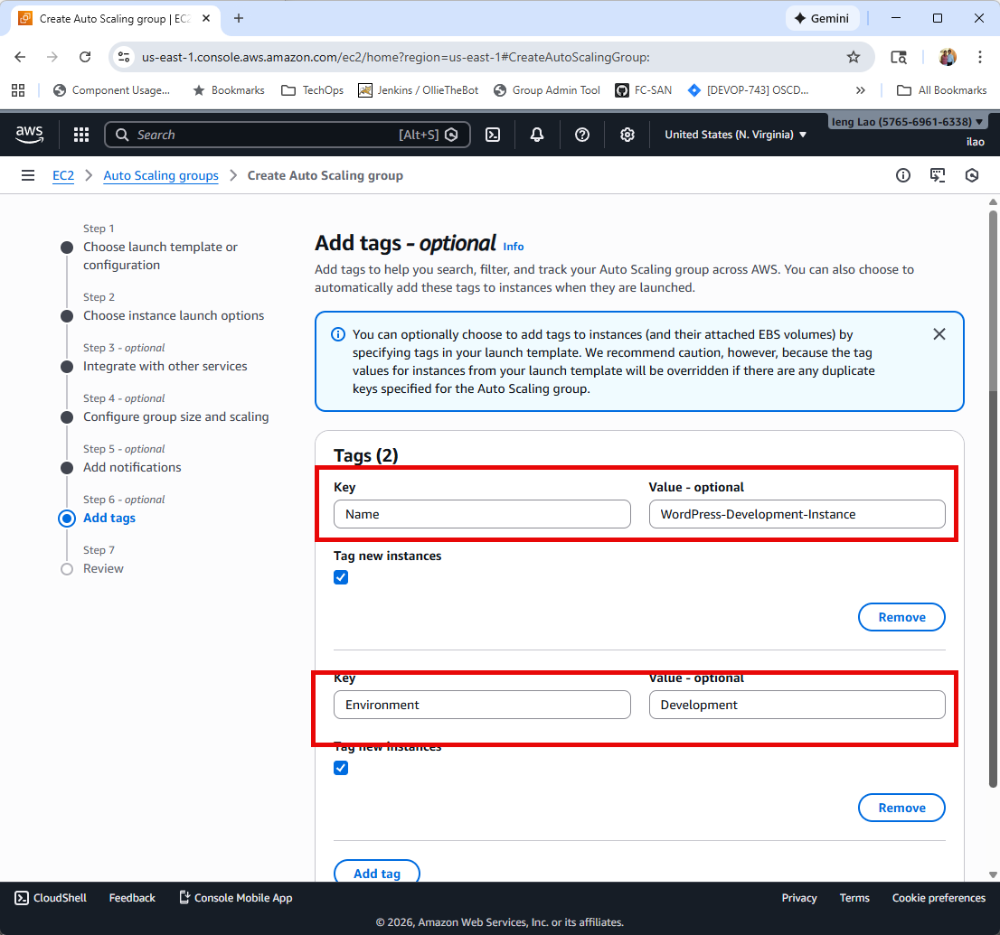 Create Auto Scaling group | EC2
Gemini
us-east-1.console.aws.amazon.com/ec2/home?region=us-east-1#CreateAutoScalingGroup:
Component Usage...
Bookmarks
TechOps
Jenkins / OllieTheBot
Group Admin Tool
FC-SAN
[DEVOP-743] OSCD...
All Bookmarks
aws
Search
[Alt+S]
United States (N. Virginia)
Ieng Lao (5765-6961-6338)
ilao
EC2
Auto Scaling groups
Create Auto Scaling group
Step 1
Choose launch template or
configuration
Step 2
Choose instance launch options
Step 3 - optional
Integrate with other services
Step 4 - optional
Configure group size and scaling
Step 5 - optional
Add notifications
Step 6 - optional
Add tags
Step 7
Review
Add tags - optional Info
Add tags to help you search, filter, and track your Auto Scaling group across AWS. You can also choose to
automatically add these tags to instances when they are launched.
You can optionally choose to add tags to instances (and their attached EBS volumes) by
specifying tags in your launch template. We recommend caution, however, because the tag
values for instances from your launch template will be overridden if there are any duplicate
keys specified for the Auto Scaling group.
Tags (2)
Key
Value - optional
Name
WordPress-Development-Instance
Tag new instances
Remove
Key
Value - optional
Environment
Development
Tag new instances
Remove
Add tag
CloudShell
Feedback
Console Mobile App
Privacy
Terms
Cookie preferences
© 2026, Amazon Web Services, Inc. or its affiliates.